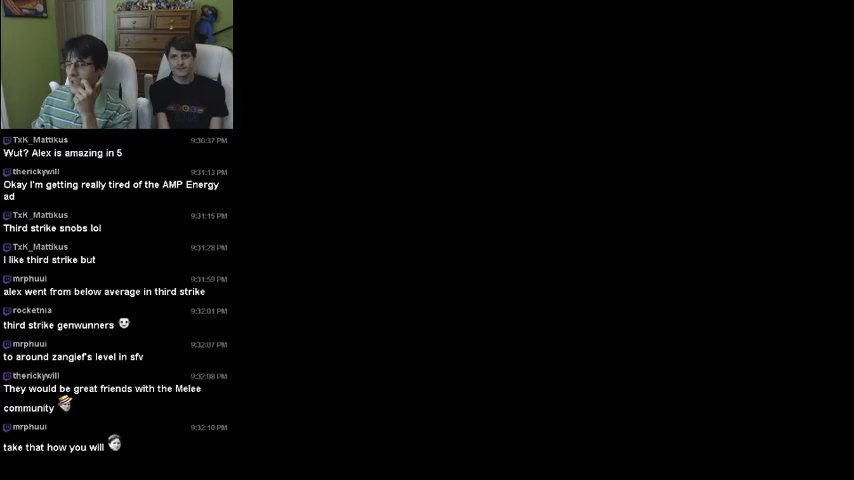 TxK_Mattikus 9:30:37 PM
Wut? Alex is amazing in 5
therickywill 9:31:13 PM
Okay I'm getting really tired of the AMP Energy
ad
TxK_Mattikus 9:31:15 PM
Third strike snobs lol
TxK_Mattikus 9:31:28 PM
I like third strike but
mrphuui 9:31:59 PM
alex went from below average in third strike
rocketnia 9:32:01 PM
third strike genwunners
mrphuui 9:32:07 PM
to around zangief's level in sfv
therickywill 9:32:08 PM
They would be great friends with the Melee
community
mrphuui 9:32:10 PM
take that how you will